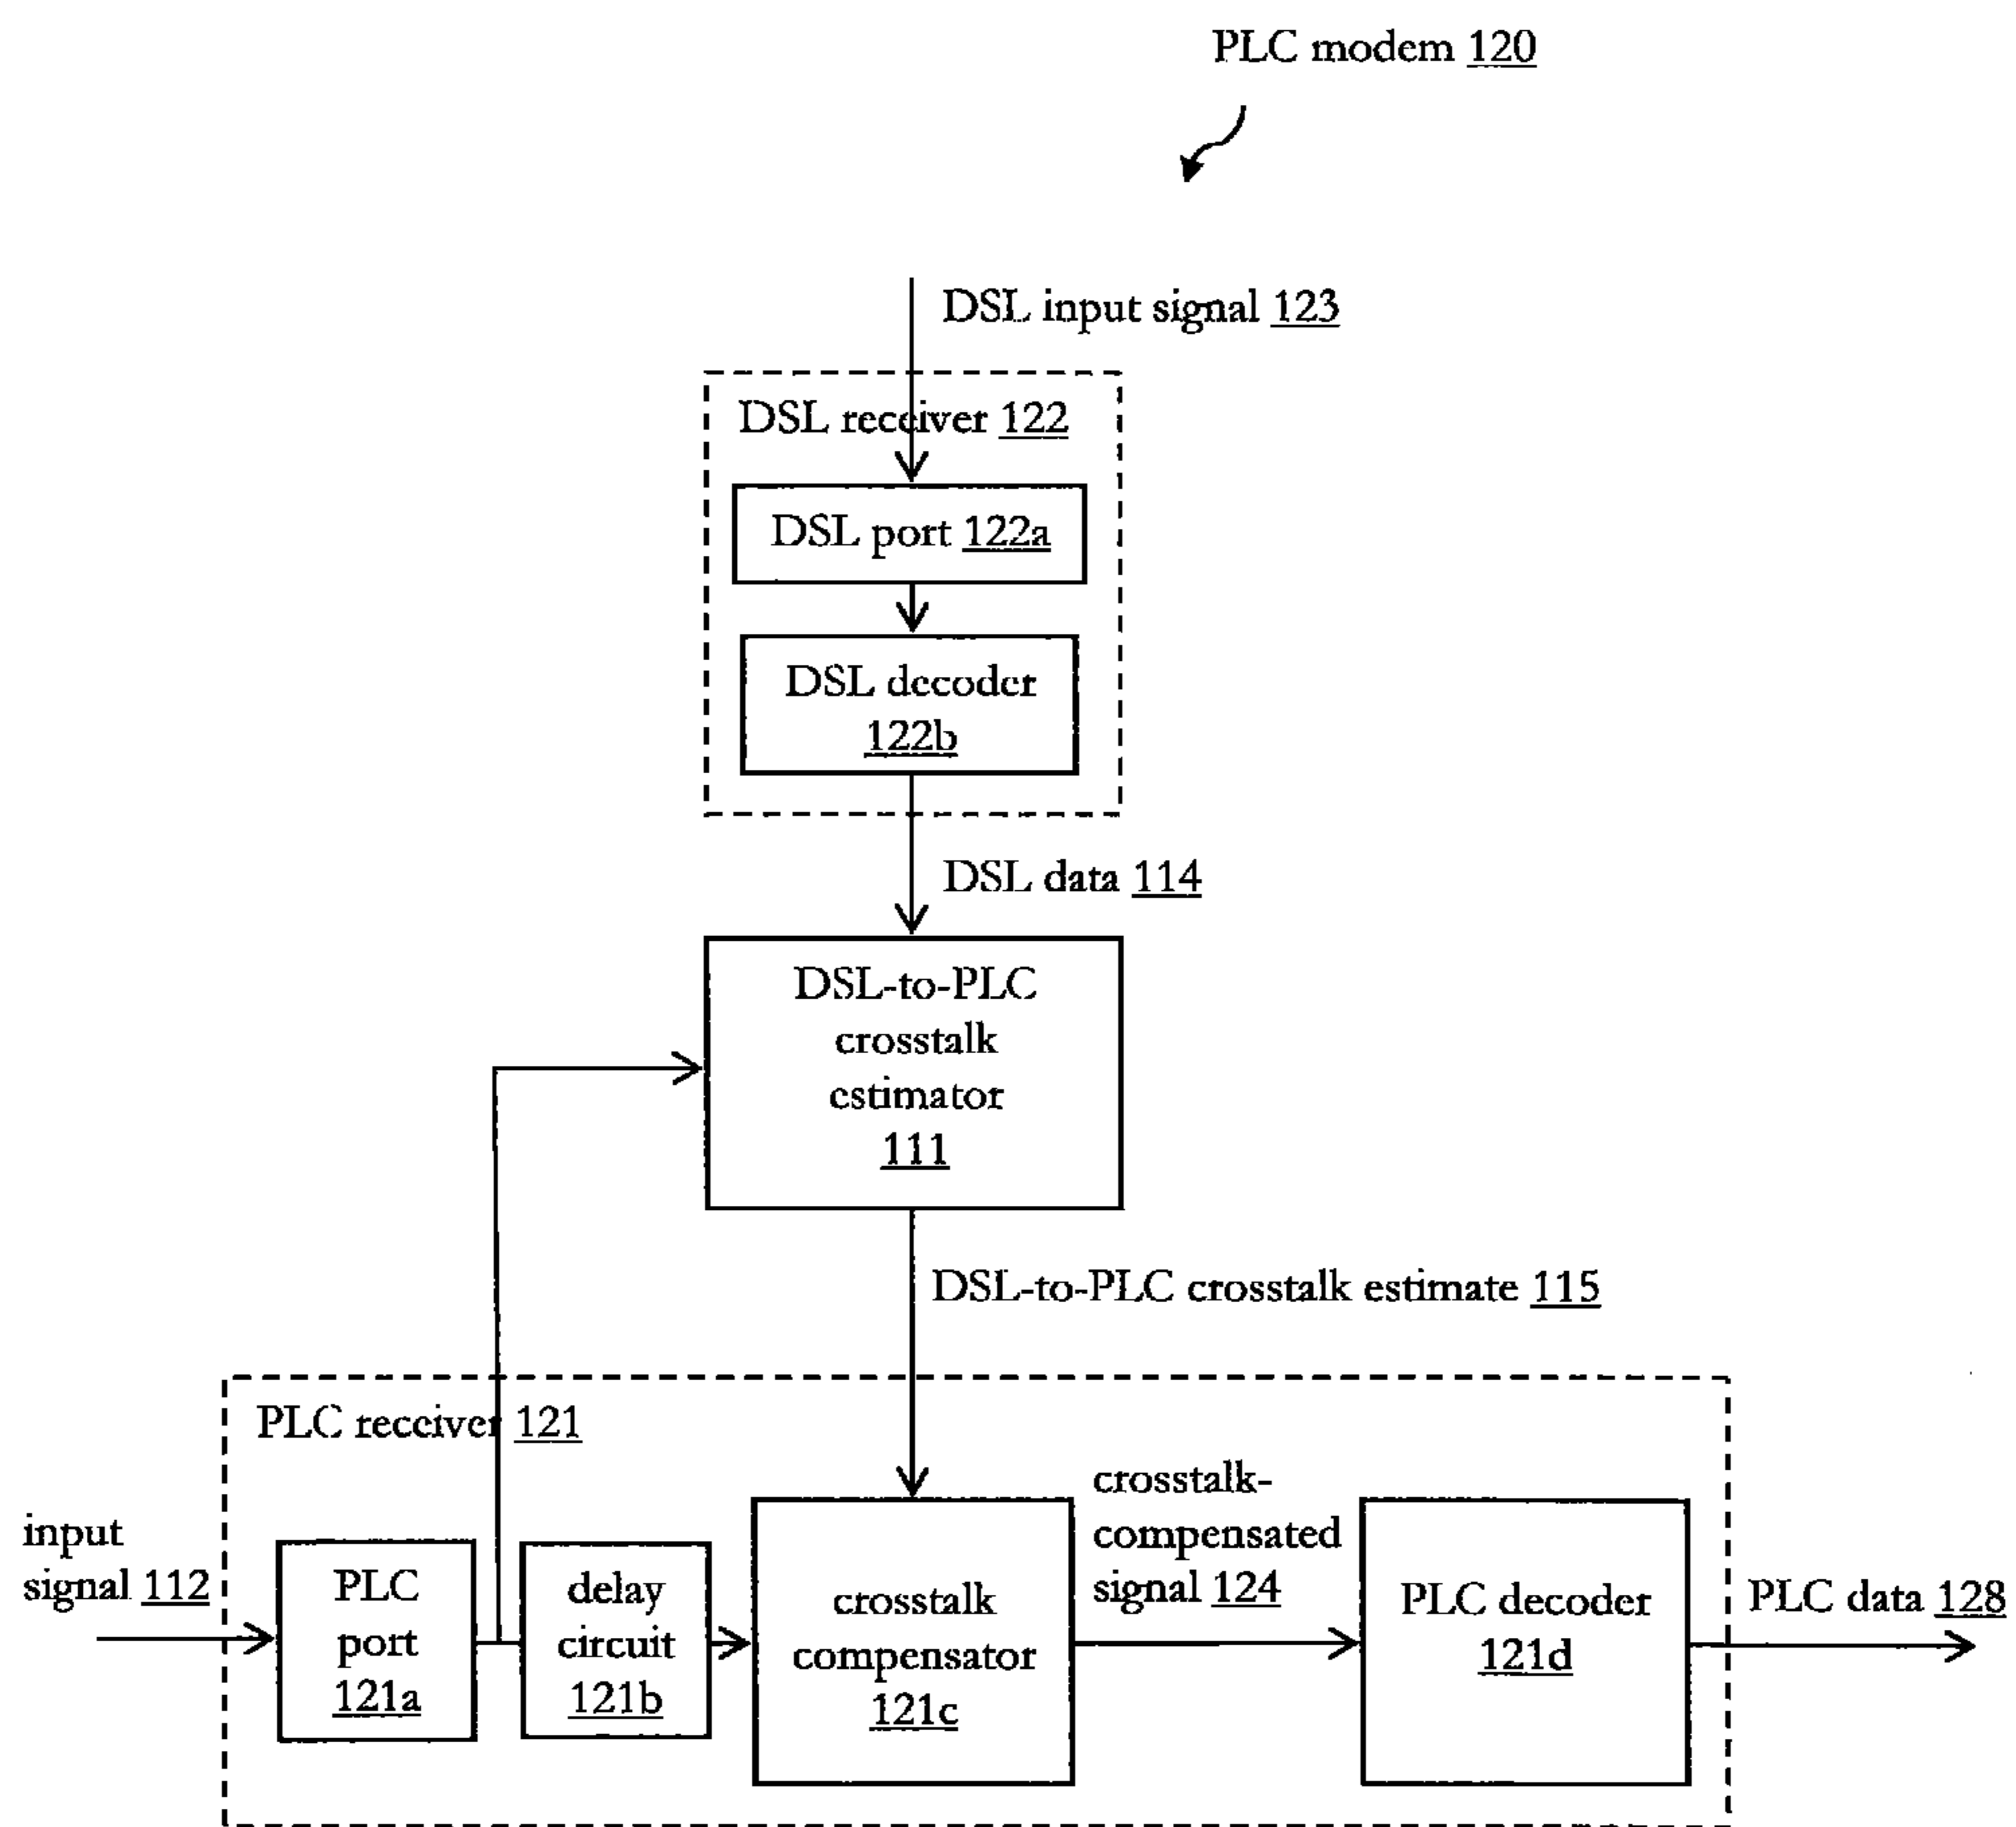 PLC modem 120
DSL input signal 123
DSL receiver 122
DSL port 122a
DSL decoder
122b
DSL data 114
DSL-to-PLC
crosstalk
estimator
111
DSL-to-PLC crosstalk estimate 115
PLC receiver 121
input
signal 112
PLC
port
121a
delay
circuit
121b
crosstalk
compensator
121c
crosstalk-
compensated
signal 124
PLC decoder
121d
PLC data 128